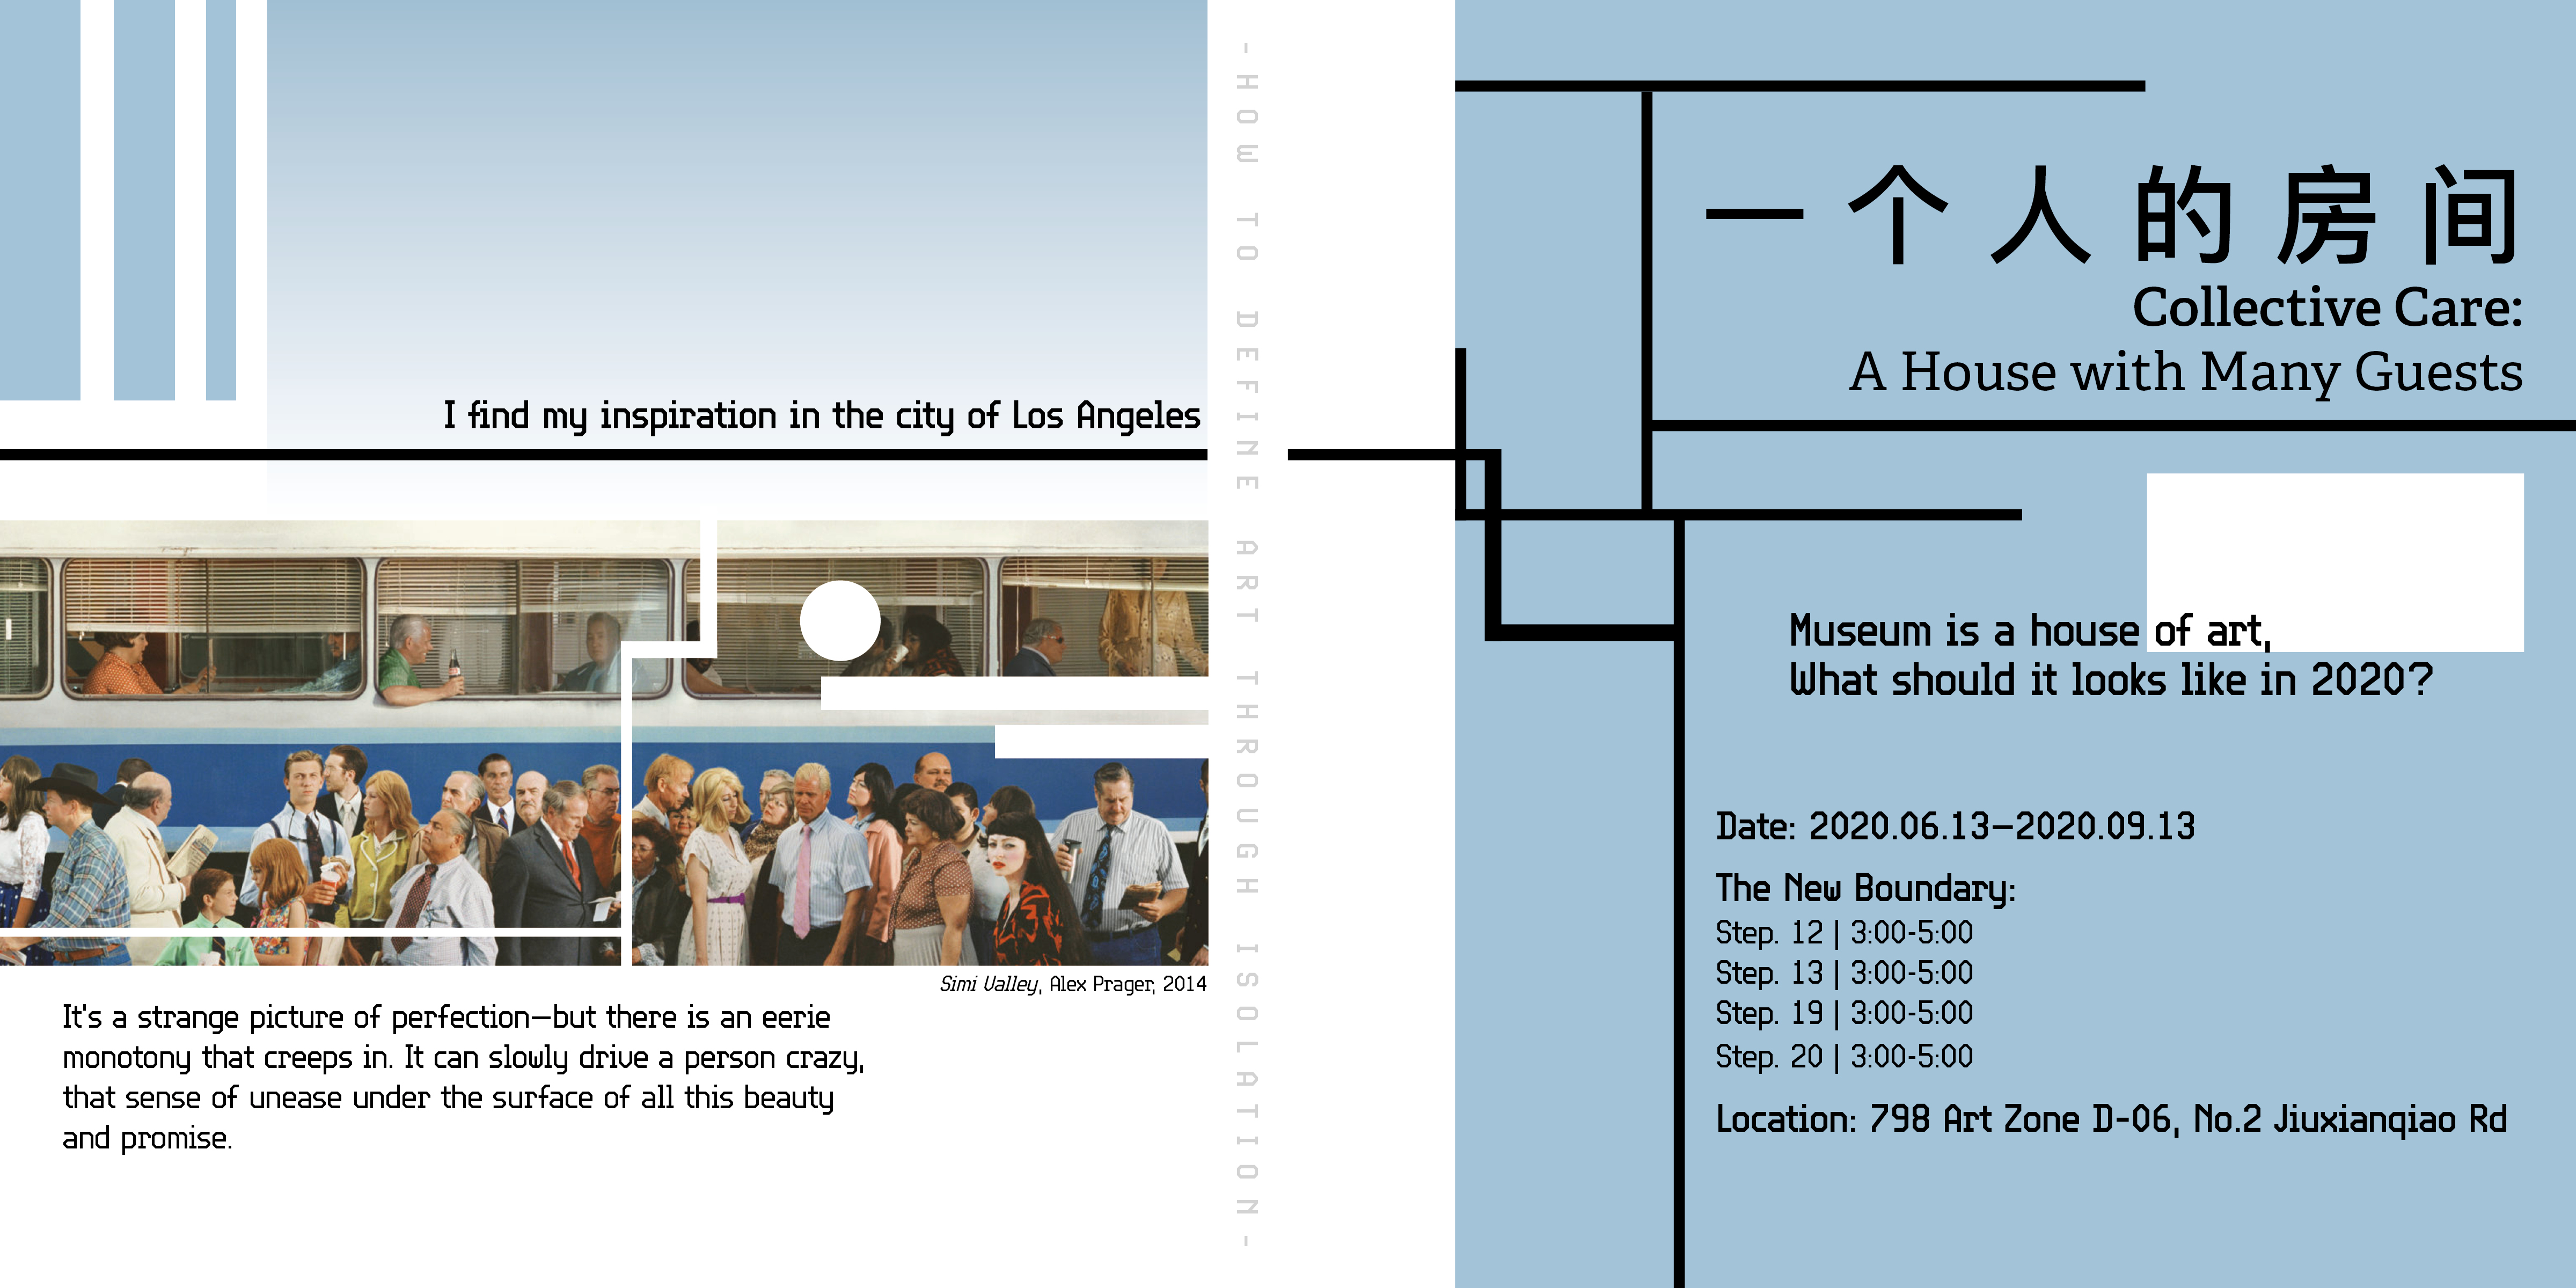 I find my inspiration in the city of Los Angeles
Simi Valley, Alex Prager, 2014
It's a strange picture of perfection—but there is an eerie
monotony that creeps in. It can slowly drive a person crazy,
that sense of unease under the surface of all this beauty
and promise.
-HOW TO DEFINE ART THROUGH ISOLATION-
一个人的房间
Collective Care:
A House with Many Guests
Museum is a house of art,
What should it looks like in 2020?
Date: 2020.06.13—2020.09.13
The New Boundary:
Step. 12 | 3:00-5:00
Step. 13 | 3:00-5:00
Step. 19 | 3:00-5:00
Step. 20 | 3:00-5:00
Location: 798 Art Zone D-06, No.2 Jiuxianqiao Rd